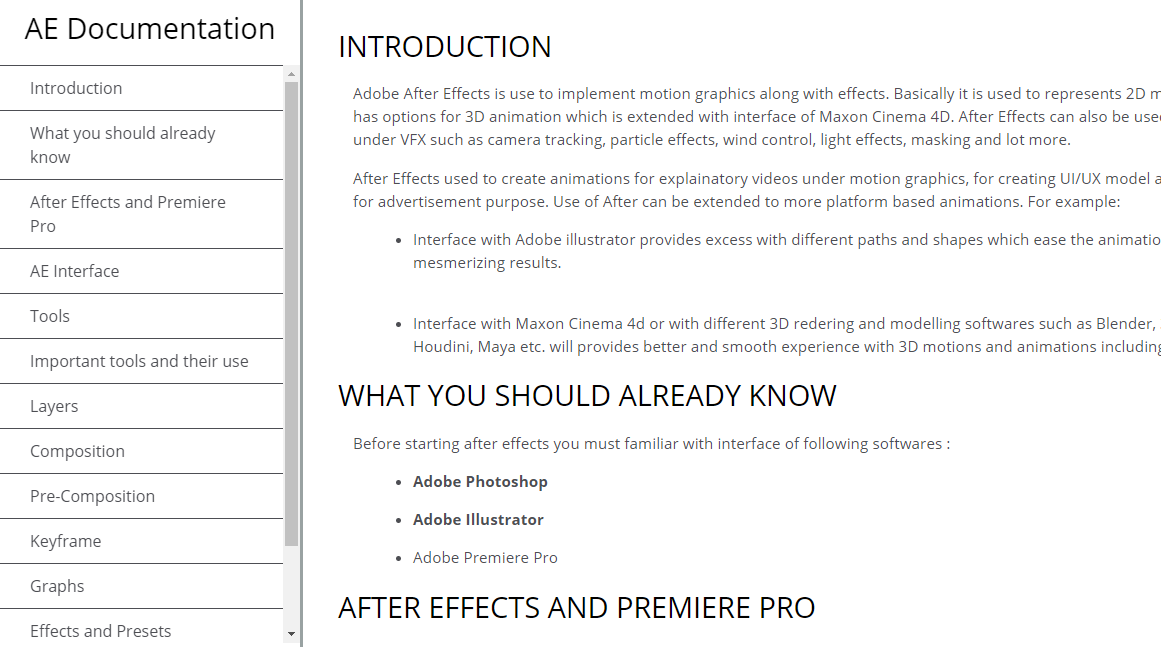 AE Documentation
Introduction
What you should already
know
After Effects and Premiere
Pro
AE Interface
Tools
Important tools and their use
Layers
Composition
Pre-Composition
Keyframe
Graphs
Effects and Presets
INTRODUCTION
Adobe After Effects is use to implement motion graphics along with effects. Basically it is used to represents 2D
has options for 3D animation which is extended with interface of Maxon Cinema 4D. After Effects can also be
under VFX such as camera tracking, particle effects, wind control, light effects, masking and lot more.
After Effects used to create animations for explainatory videos under motion graphics, for creating UI/UX model
for advertisement purpose. Use of After can be extended to more platform based animations. For example:
• Interface with Adobe illustrator provides excess with different paths and shapes which ease the
mesmerizing results.
• Interface with Maxon Cinema 4d or with different 3D redering and modelling softwares such as Blender,
Houdini, Maya etc. will provides better and smooth experience with 3D motions and animations including
WHAT YOU SHOULD ALREADY KNOW
Before starting after effects you must familiar with interface of following softwares :
• Adobe Photoshop
• Adobe Illustrator
• Adobe Premiere Pro
AFTER EFFECTS AND PREMIERE PRO